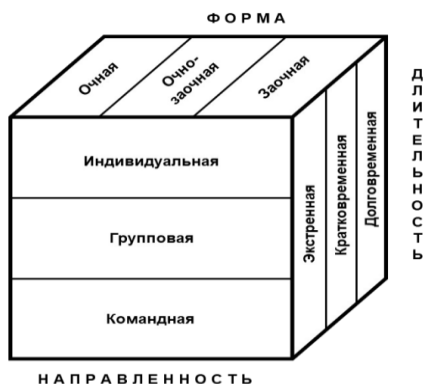 ФОРМА
Очная
Очно-
заочная
Заочная
Индивидуальная
Групповая
Командная
Экстренная
Кратковременная
Долговременная
ДЛИТЕЛЬНОСТЬ
НАПРАВЛЕННОСТЬ